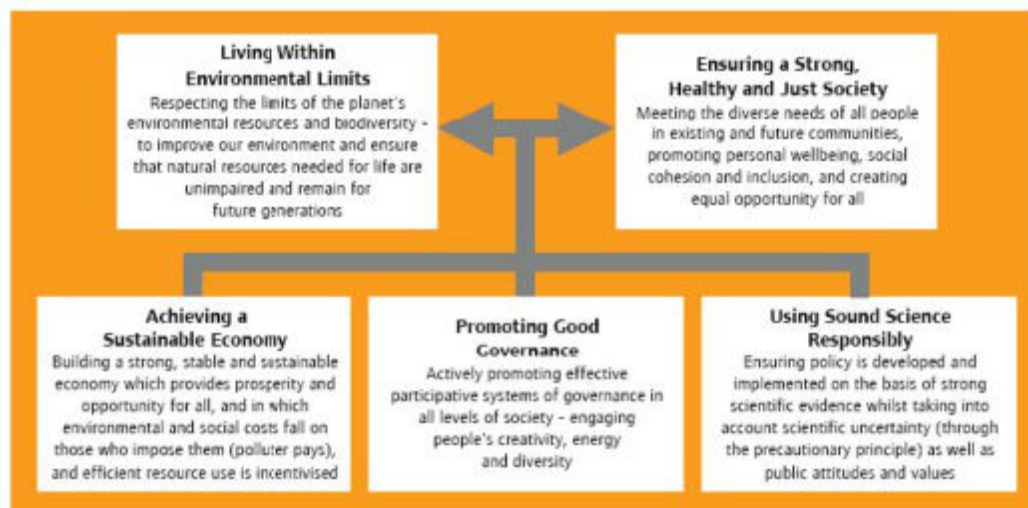 Living Within
Environmental Limits
Respecting the limits of the planet's
environmental resources and biodiversity -
to improve our environment and ensure
that natural resources needed for life are
unimpaired and remain for
future generations
Ensuring a Strong,
Healthy and Just Society
Meeting the diverse needs of all people
in existing and future communities,
promoting personal wellbeing, social
cohesion and inclusion, and creating
equal opportunity for all
Achieving a
Sustainable Economy
Building a strong, stable and sustainable
economy which provides prosperity and
opportunity for all, and in which
environmental and social costs fall on
those who impose them (polluter pays),
and efficient resource use is incentivised
Promoting Good
Governance
Actively promoting effective
participative systems of governance in
all levels of society – engaging
people's creativity, energy
and diversity
Using Sound Science
Responsibly
Ensuring policy is developed and
implemented on the basis of strong
scientific evidence whilst taking into
account scientific uncertainty (through
the precautionary principle) as well as
public attitudes and values